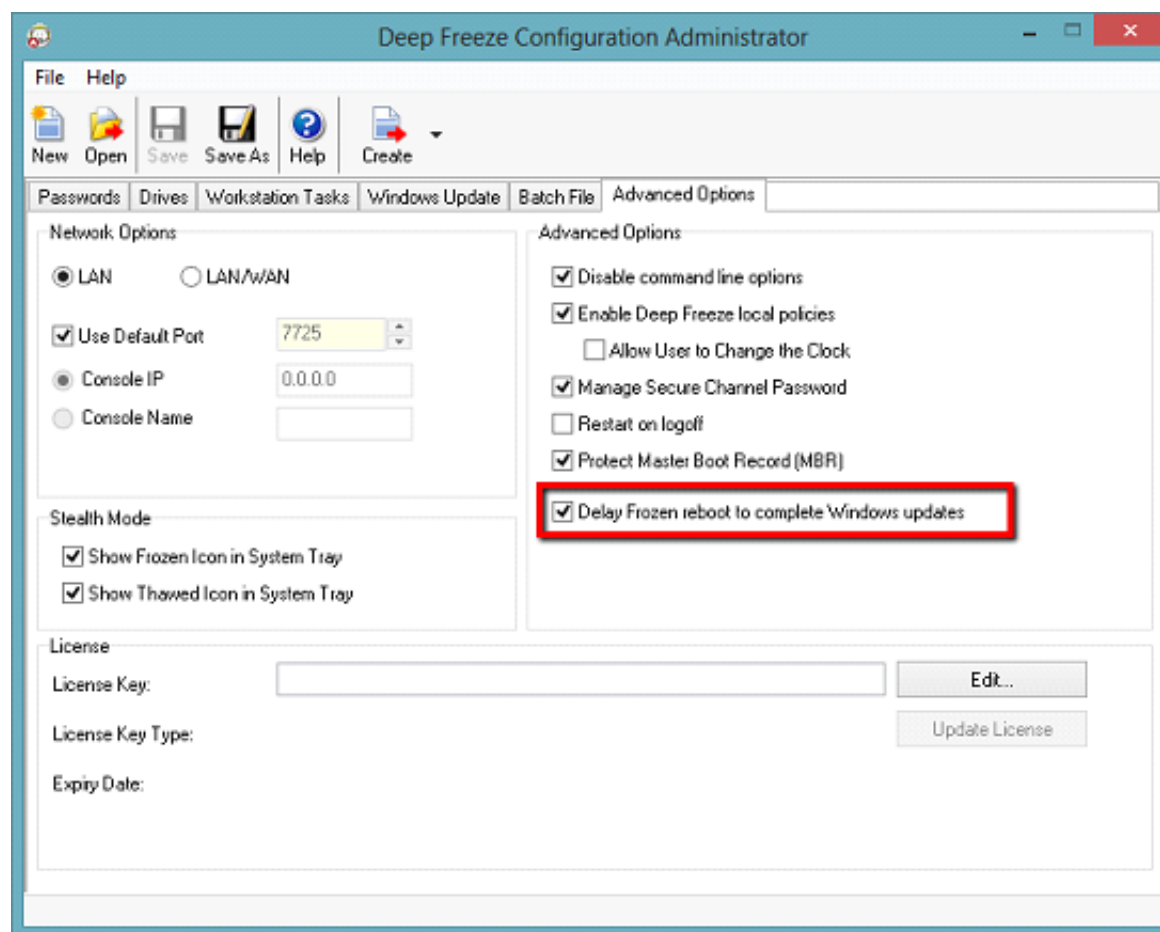 Deep Freeze Configuration Administrator
File Help
New Open Save Save As Help Create
Passwords Drives Workstation Tasks Windows Update Batch File Advanced Options
Network Options
LAN LAN/WAN
Use Default Port 7725
Console IP 0.0.0.0
Console Name
Stealth Mode
Show Frozen Icon in System Tray
Show Thawed Icon in System Tray
Advanced Options
Disable command line options
Enable Deep Freeze local policies
Allow User to Change the Clock
Manage Secure Channel Password
Restart on logoff
Protect Master Boot Record (MBR)
Delay Frozen reboot to complete Windows updates
License
License Key: Edit...
License Key Type: Update License
Expiry Date: